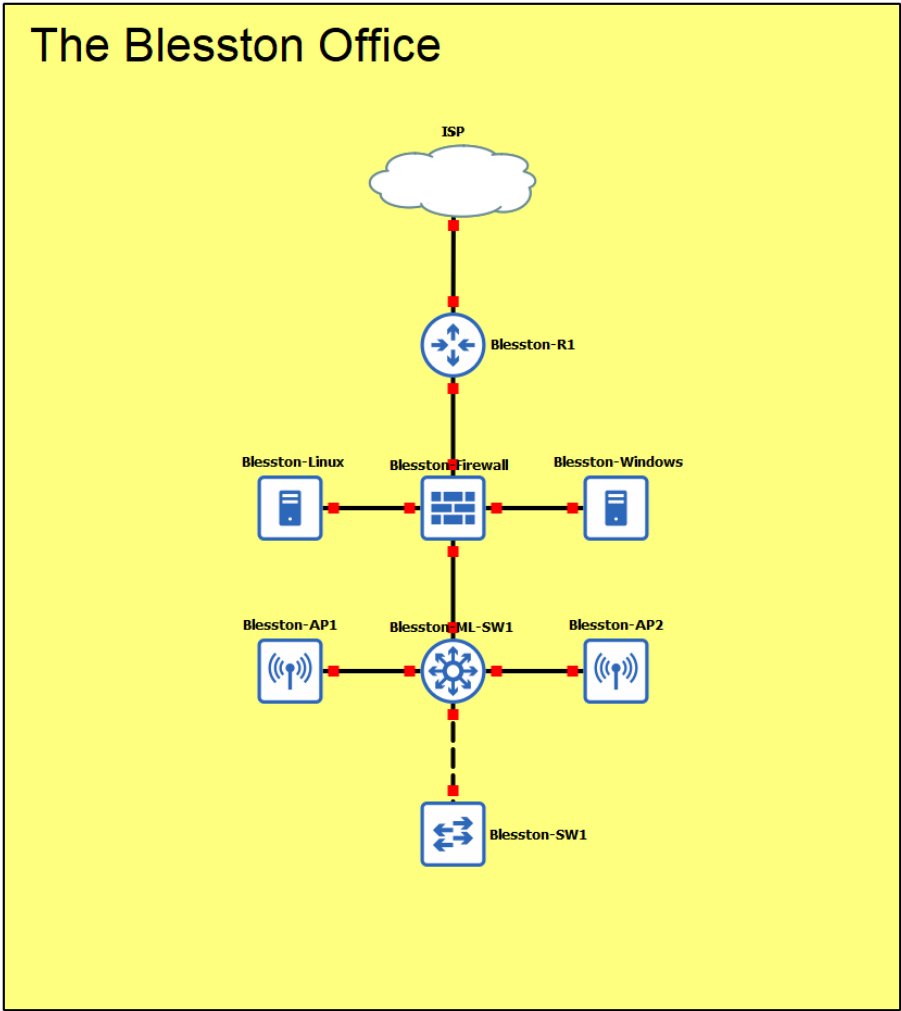 The Blesston Office
ISP
Blesston-R1
Blesston-Linux
Blesston-Firewall
Blesston-Windows
Blesston-AP1
Blesston-ML-SW1
Blesston-AP2
Blesston-SW1